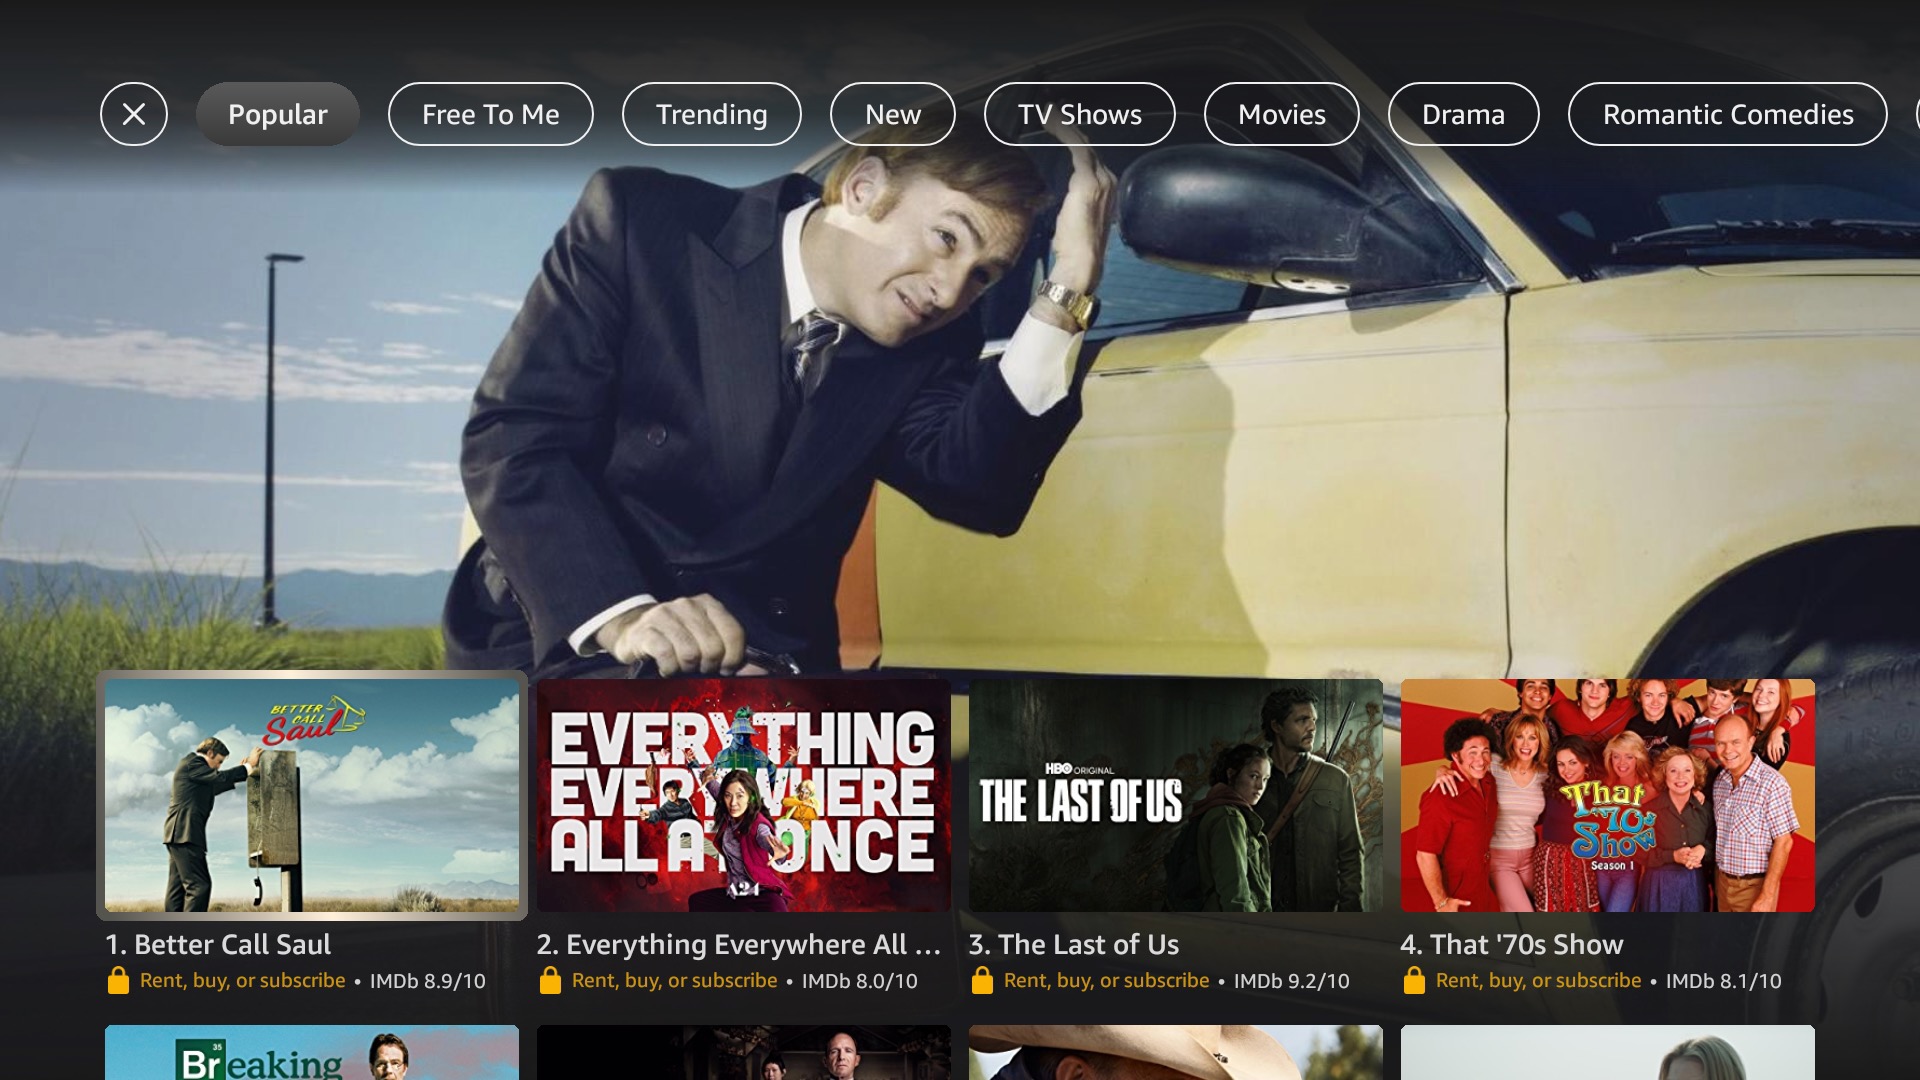 Popular
Free To Me
Trending
New
TV Shows
Movies
Drama
Romantic Comedies
BETTER
CALL
Saul
EVERYTHING
EVERYWHERE
ALL AT ONCE
A24
HBO ORIGINAL
THE LAST OF US
That
'70s
Show
Season 1
1. Better Call Saul
Rent, buy, or subscribe • IMDb 8.9/10
2. Everything Everywhere All ...
Rent, buy, or subscribe • IMDb 8.0/10
3. The Last of Us
Rent, buy, or subscribe • IMDb 9.2/10
4. That '70s Show
Rent, buy, or subscribe • IMDb 8.1/10
35
Breaking